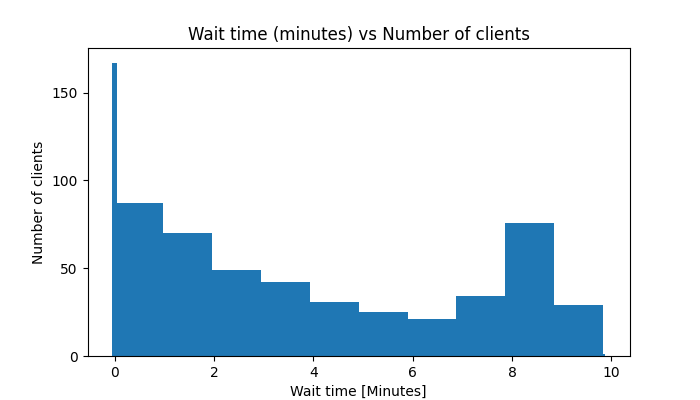 Wait time (minutes) vs Number of clients
150
100
50
0
Number of clients
0 2 4 6 8 10
Wait time [Minutes]